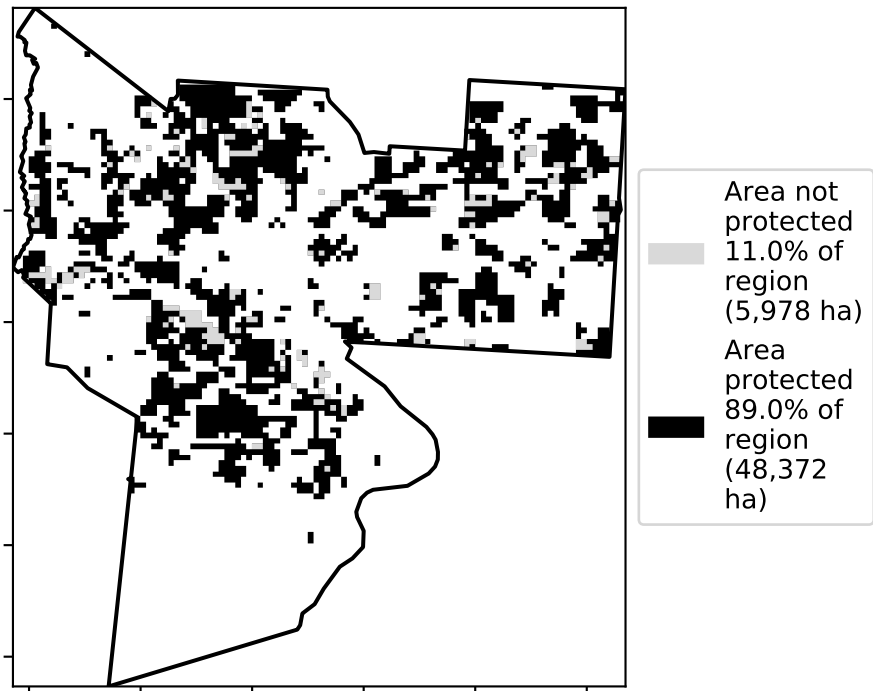 Area not
protected
11.0% of
region
(5,978 ha)
Area
protected
89.0% of
region
(48,372
ha)